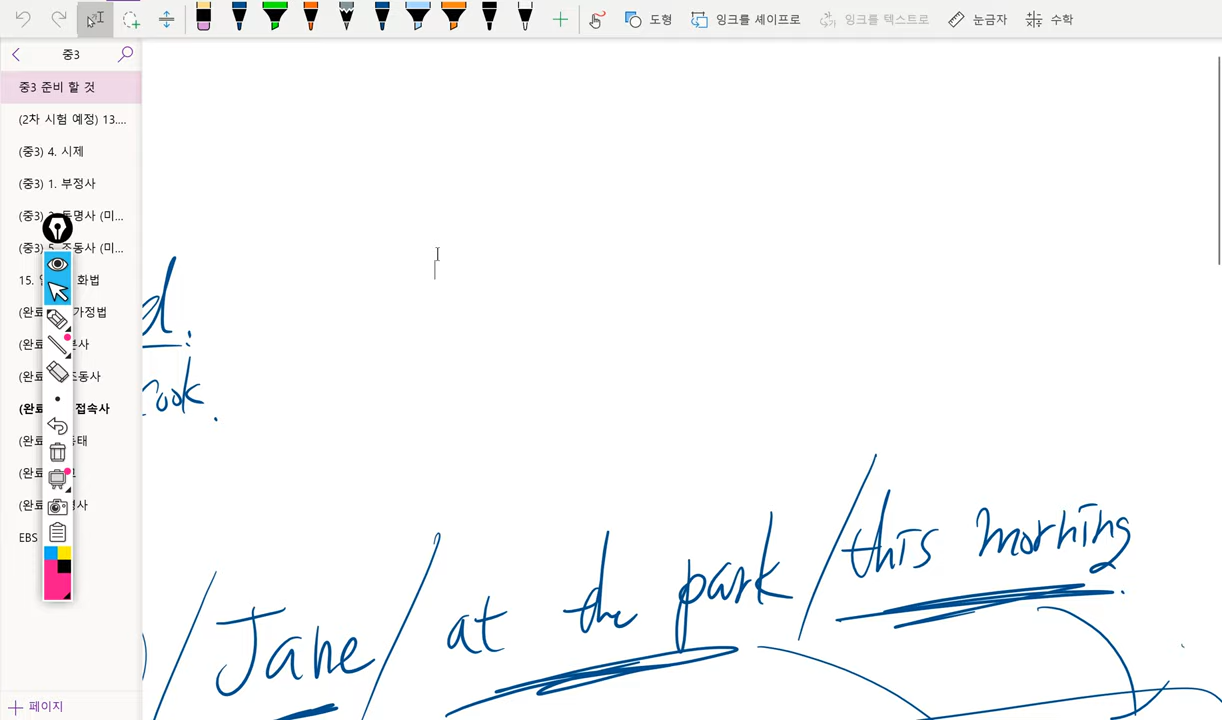 도형
잉크를 셰이프로
잉크를 텍스트로
눈금자
수학
중3
중3 준비 할 것
(2차 시험 예정) 13....
(중3) 4. 시제
(중3) 1. 부정사
(중3) 동명사 (미...
(중3) 5. 조동사 (미...
15. 화법
(완료 가정법
(완료
(완료 조동사
(완료 접속사
(완료
(완료
(완료
EBS
페이지
d.
cook.
/ Jane / at the park / this morning.